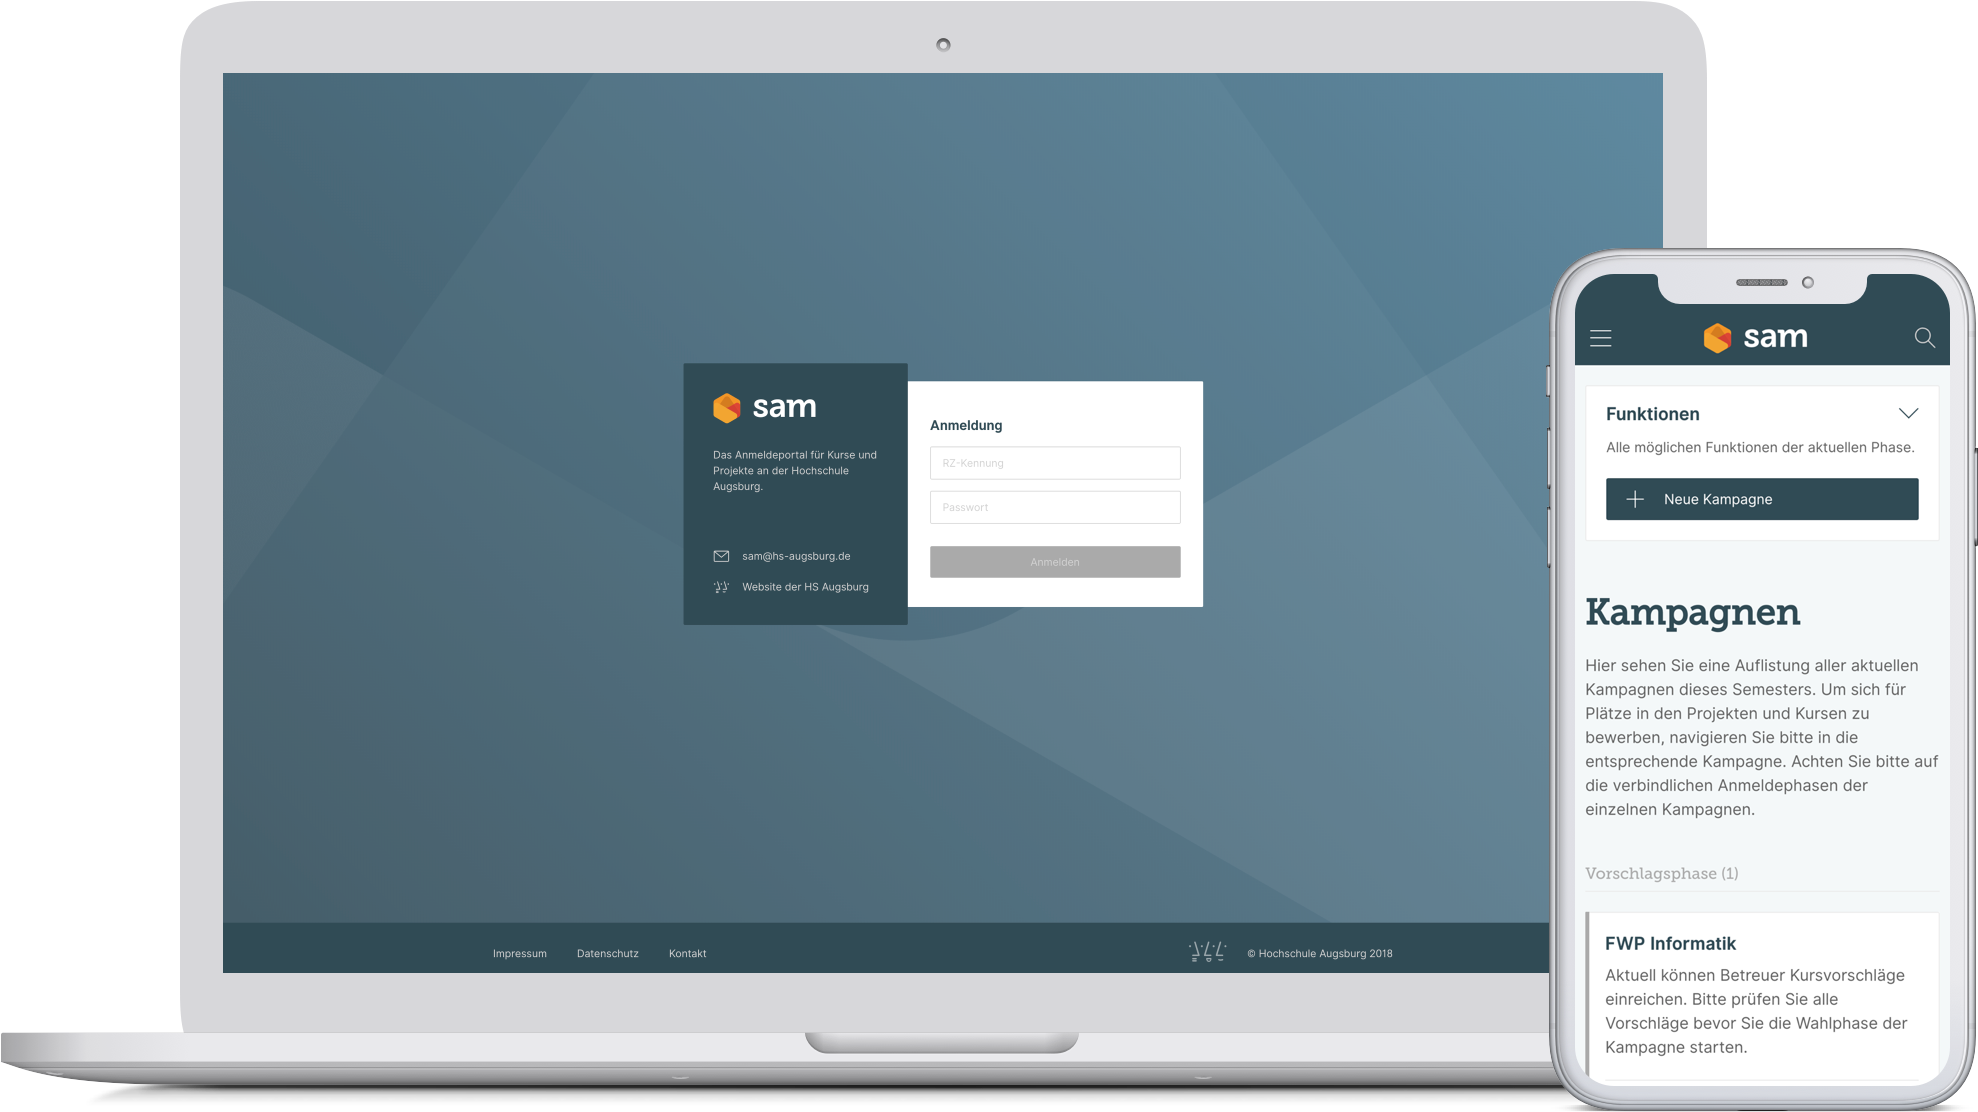 sam
Das Anmeldeportal für Kurse und
Projekte an der Hochschule
Augsburg.
sam@hs-augsburg.de
Website der HS Augsburg
Anmeldung
RZ-Kennung
Passwort
Anmelden
Impressum
Datenschutz
Kontakt
© Hochschule Augsburg 2018
sam
Funktionen
Alle möglichen Funktionen der aktuellen Phase.
Neue Kampagne
Kampagnen
Hier sehen Sie eine Auflistung aller aktuellen
Kampagnen dieses Semesters. Um sich für
Plätze in den Projekten und Kursen zu
bewerben, navigieren Sie bitte in die
entsprechende Kampagne. Achten Sie bitte auf
die verbindlichen Anmeldephasen der
einzelnen Kampagnen.
Vorschlagsphase (1)
FWP Informatik
Aktuell können Betreuer Kursvorschläge
einreichen. Bitte prüfen Sie alle
Vorschläge bevor Sie die Wahlphase der
Kampagne starten.